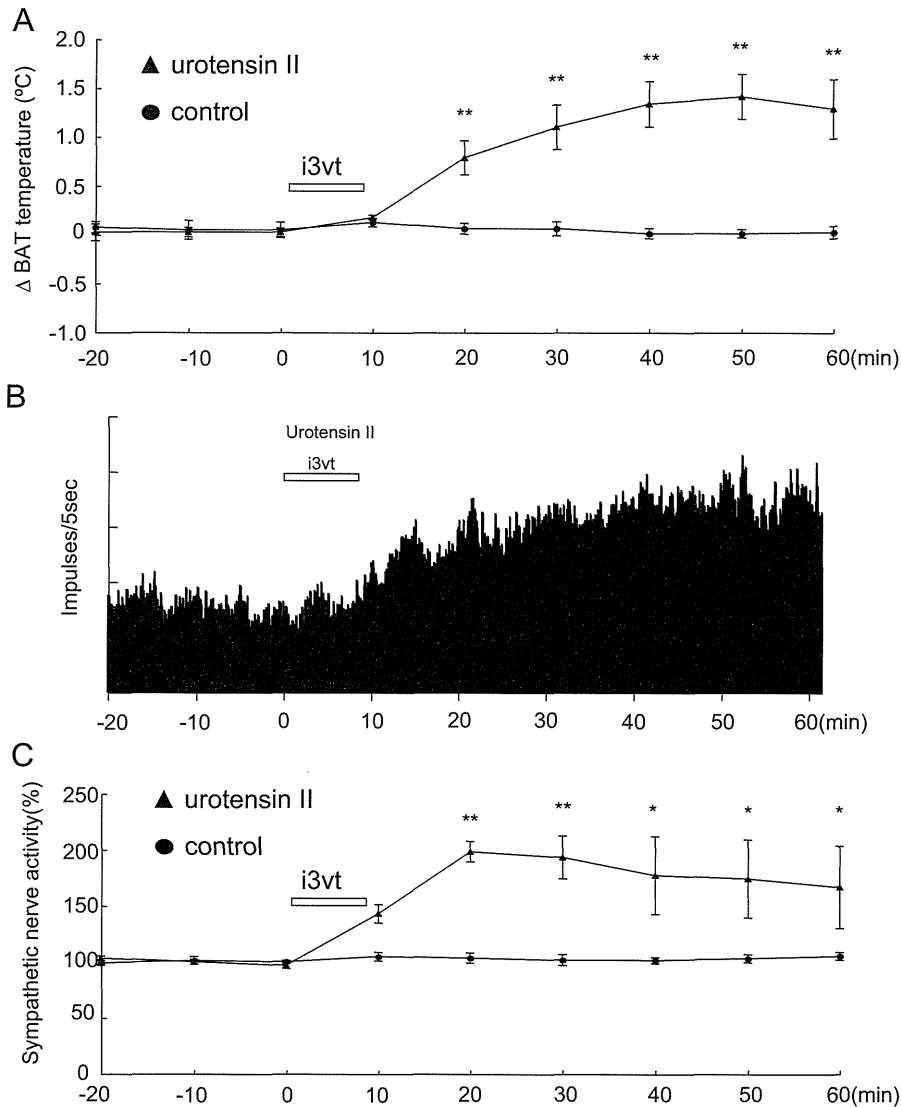 A
Δ BAT temperature (ºC)
2.0
1.5
1.0
0.5
0
-0.5
-1.0
▲ urotensin II
● control
i3vt
** ** ** ** **
-20 -10 0 10 20 30 40 50 60(min)
B
Impulses/5sec
Urotensin II
i3vt
-20 -10 0 10 20 30 40 50 60(min)
C
Sympathetic nerve activity(%)
250
200
150
100
50
0
▲ urotensin II
● control
i3vt
** ** * * *
-20 -10 0 10 20 30 40 50 60(min)